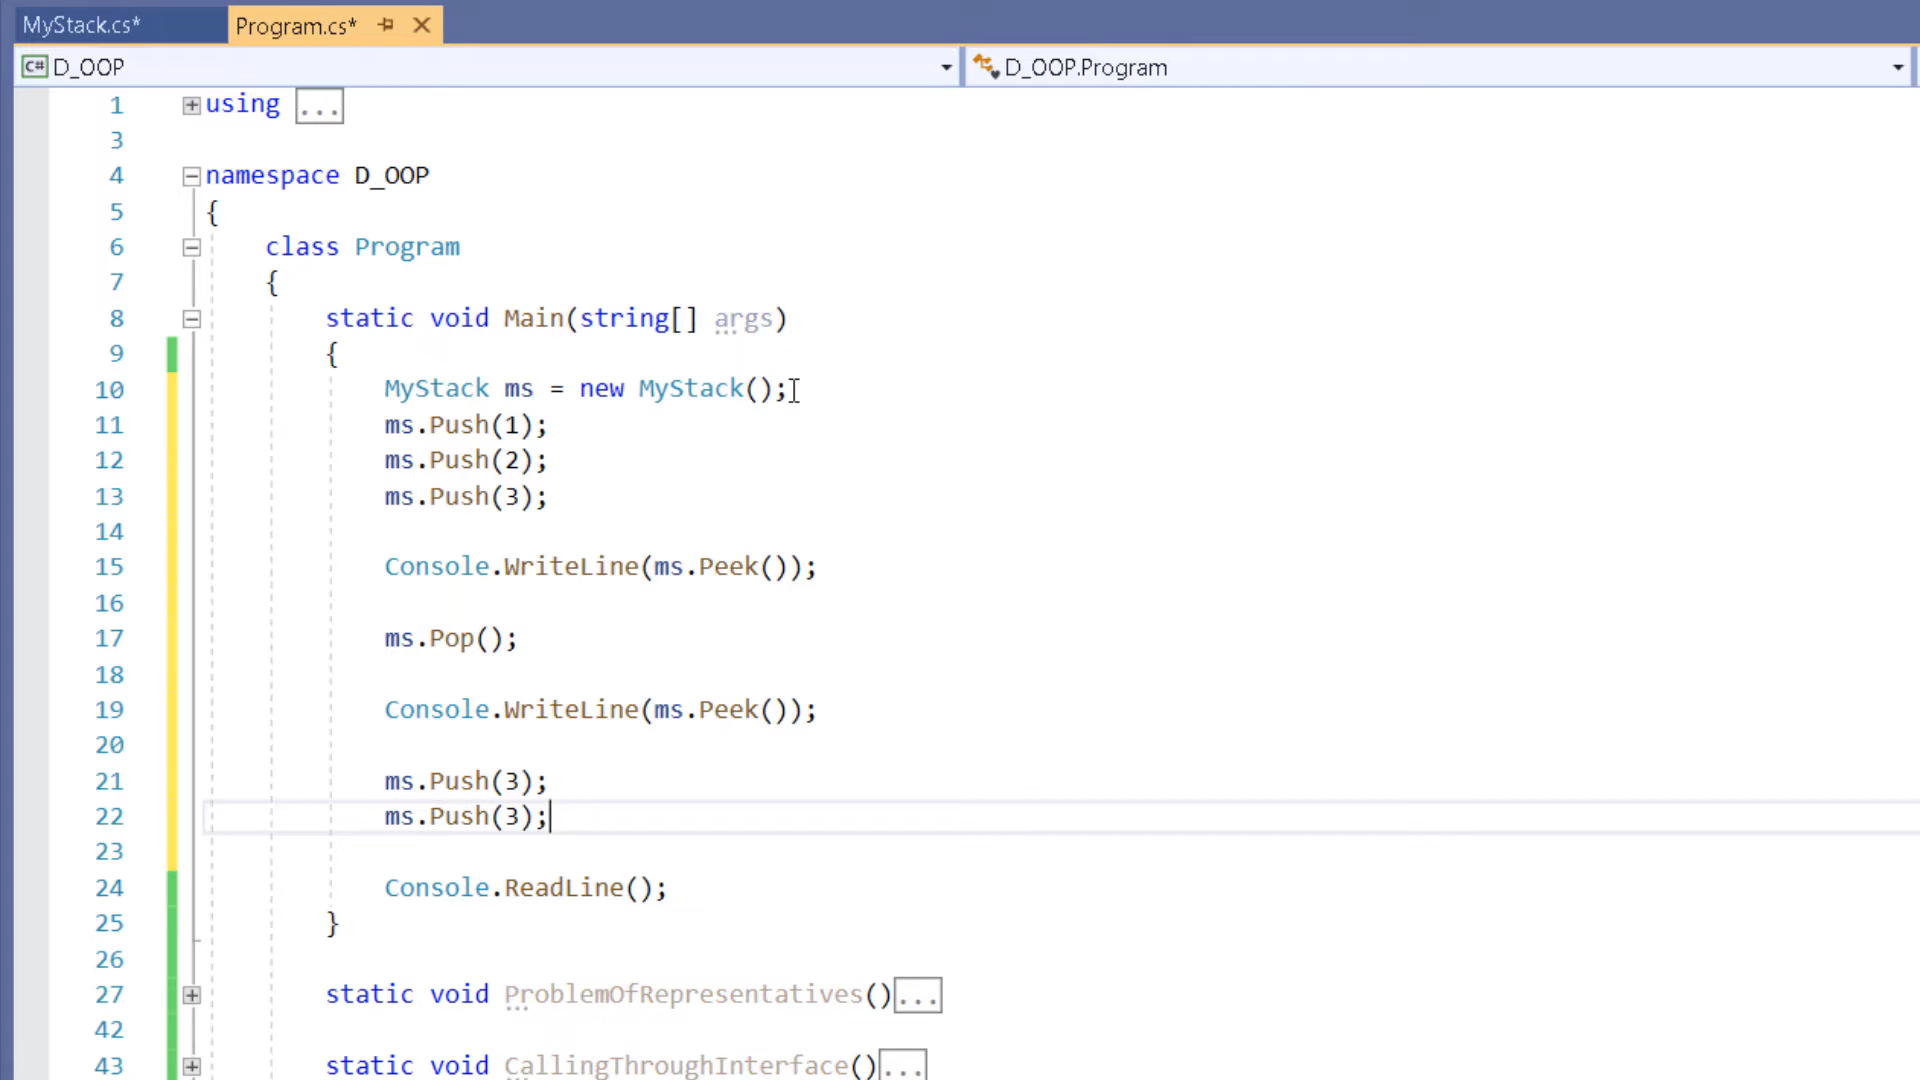 MyStack.cs*
Program.cs*
C# D_OOP
D_OOP.Program
1 using ...
3
4 namespace D_OOP
5 {
6 class Program
7 {
8 static void Main(string[] args)
9 {
10 MyStack ms = new MyStack();
11 ms.Push(1);
12 ms.Push(2);
13 ms.Push(3);
14
15 Console.WriteLine(ms.Peek());
16
17 ms.Pop();
18
19 Console.WriteLine(ms.Peek());
20
21 ms.Push(3);
22 ms.Push(3);
23
24 Console.ReadLine();
25 }
26
27 static void ProblemOfRepresentatives()...
42
43 static void CallingThroughInterface()...